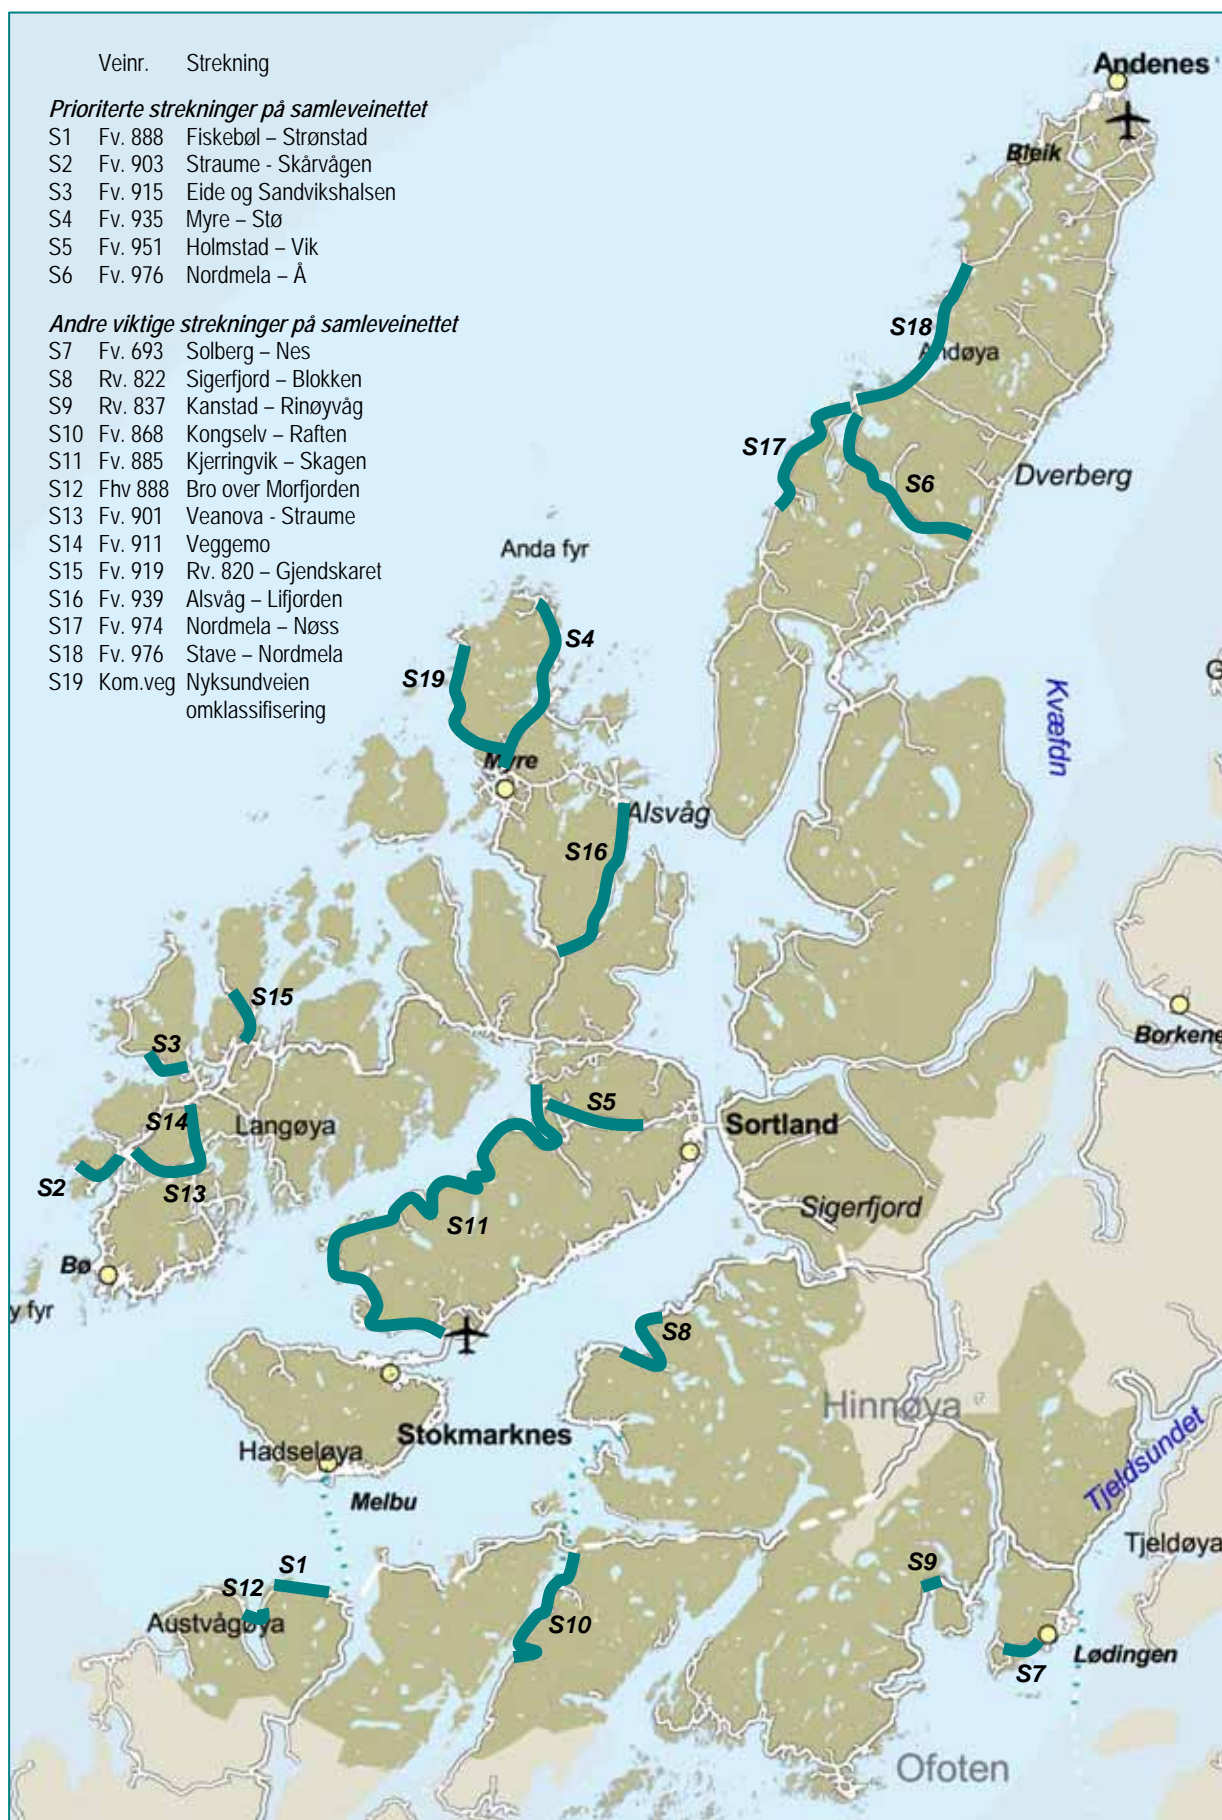 Veinr. Strekning
Prioriterte strekninger på samleveinettet
S1 Fv. 888 Fiskebøl – Strønstad
S2 Fv. 903 Straume - Skårvågen
S3 Fv. 915 Eide og Sandvikshalsen
S4 Fv. 935 Myre – Stø
S5 Fv. 951 Holmstad – Vik
S6 Fv. 976 Nordmela – Å
Andre viktige strekninger på samleveinettet
S7 Fv. 693 Solberg – Nes
S8 Rv. 822 Sigerfjord – Blokken
S9 Rv. 837 Kanstad – Rinøyvåg
S10 Fv. 868 Kongselv – Raften
S11 Fv. 885 Kjerringvik – Skagen
S12 Fhv 888 Bro over Morfjorden
S13 Fv. 901 Veanova - Straume
S14 Fv. 911 Veggemo
S15 Fv. 919 Rv. 820 – Gjendskaret
S16 Fv. 939 Alsvåg – Lifjorden
S17 Fv. 974 Nordmela – Nøss
S18 Fv. 976 Stave – Nordmela
S19 Kom.veg Nyksundveien
omklassifisering
Andenes
Bleik
S18
Andøya
S17
S6
Dverberg
Anda fyr
S4
S19
Kvæfdn
G
Myre
Alsvåg
S16
S15
Borkene
S3
S5
S14
Langøya
Sortland
S2
S13
Sigerfjord
S11
Bø
y fyr
S8
Hinnøya
Stokmarknes
Hadseløya
Tjeldsundet
Melbu
Tjeldøya
S1
S9
S12
Austvågøya
S10
Lødingen
S7
Ofoten